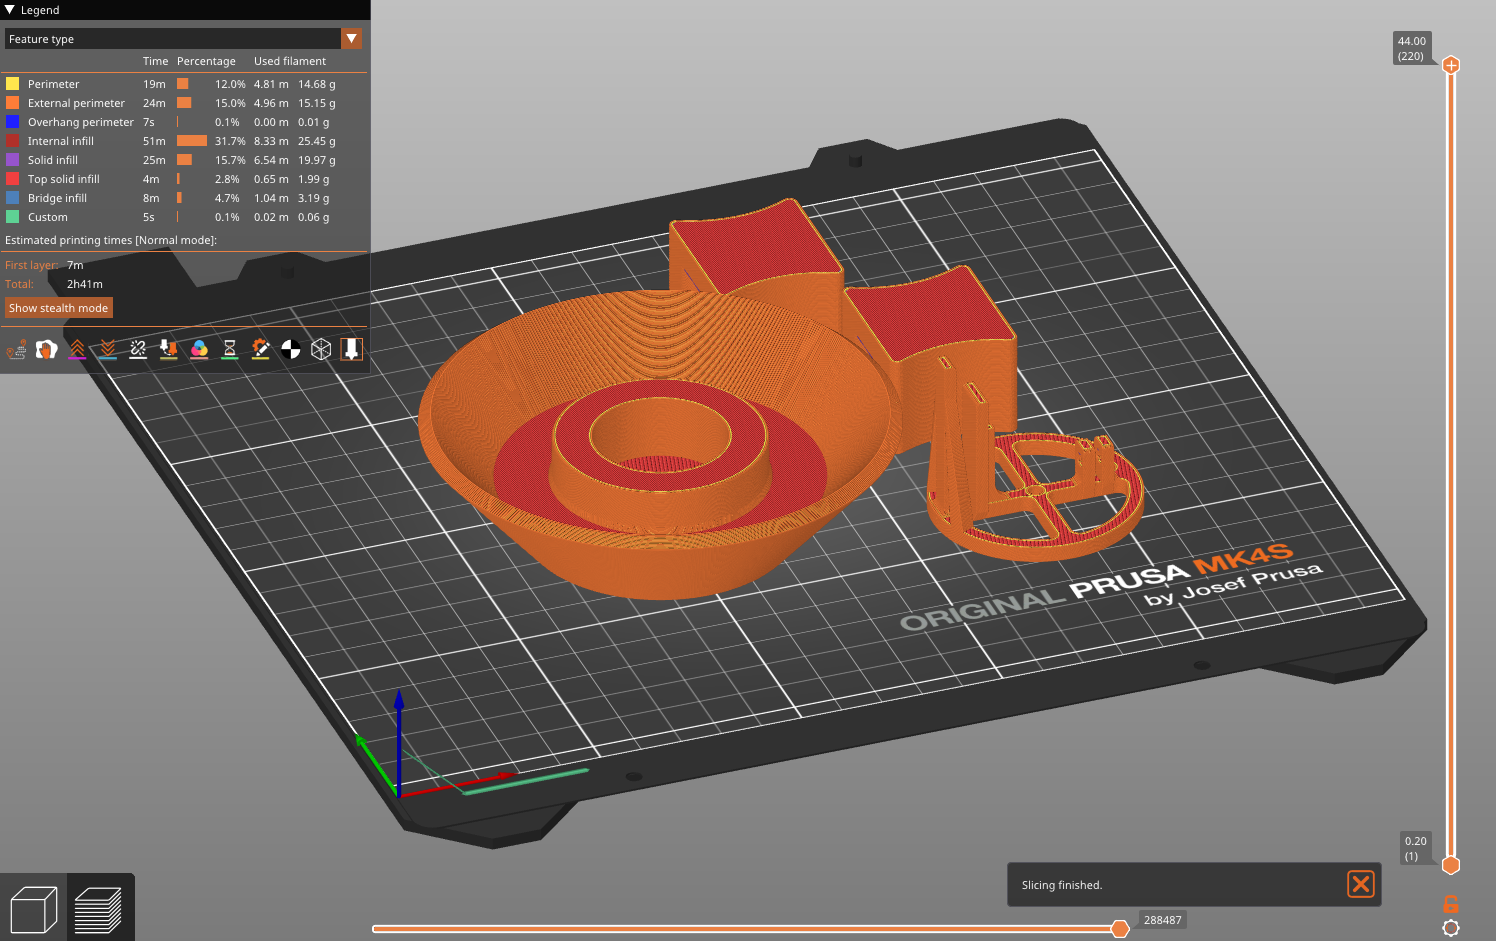 Legend
Feature type
Time Percentage Used filament
Perimeter 19m 12.0% 4.81 m 14.68 g
External perimeter 24m 15.0% 4.96 m 15.15 g
Overhang perimeter 7s 0.1% 0.00 m 0.01 g
Internal infill 51m 31.7% 8.33 m 25.45 g
Solid infill 25m 15.7% 6.54 m 19.97 g
Top solid infill 4m 2.8% 0.65 m 1.99 g
Bridge infill 8m 4.7% 1.04 m 3.19 g
Custom 5s 0.1% 0.02 m 0.06 g
Estimated printing times [Normal mode]:
First layer: 7m
Total: 2h41m
Show stealth mode
44.00
(220)
ORIGINAL PRUSA MK4S
by Josef Prusa
0.20
(1)
Slicing finished.
288487